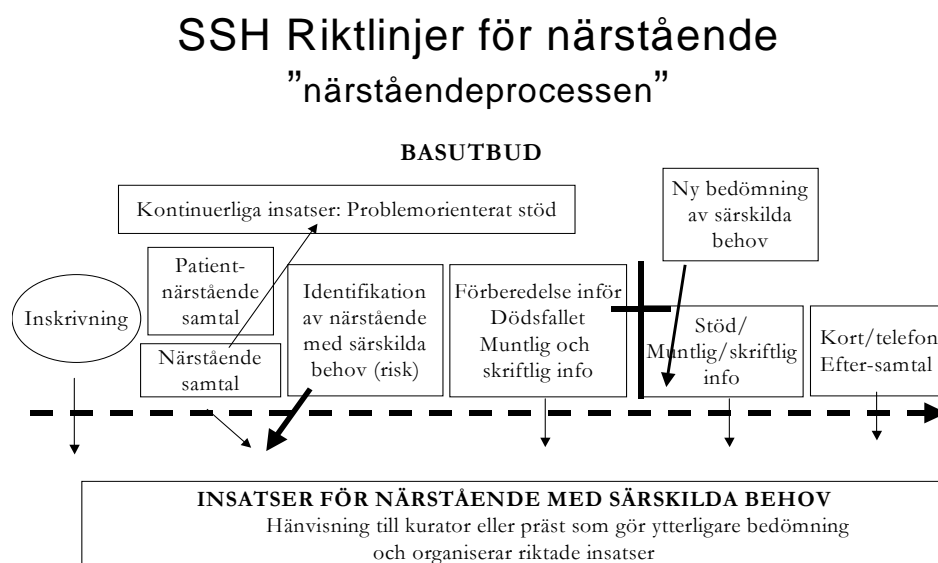 SSH Riktlinjer för närstående
”närståendeprocessen”
BASUTBUD
Kontinuerliga insatser: Problemorienterat stöd
Ny bedömning
av särskilda
behov
Inskrivning
Patient-
närstående
samtal
Närstående
samtal
Identifikation
av närstående
med särskilda
behov (risk)
Förberedelse inför
Dödsfallet
Muntlig och
skriftlig info
Stöd/
Muntlig/skriftlig
info
Kort/telefon
Efter-samtal
INSATSER FÖR NÄRSTÅENDE MED SÄRSKILDA BEHOV
Hänvisning till kurator eller präst som gör ytterligare bedömning
och organiserar riktade insatser